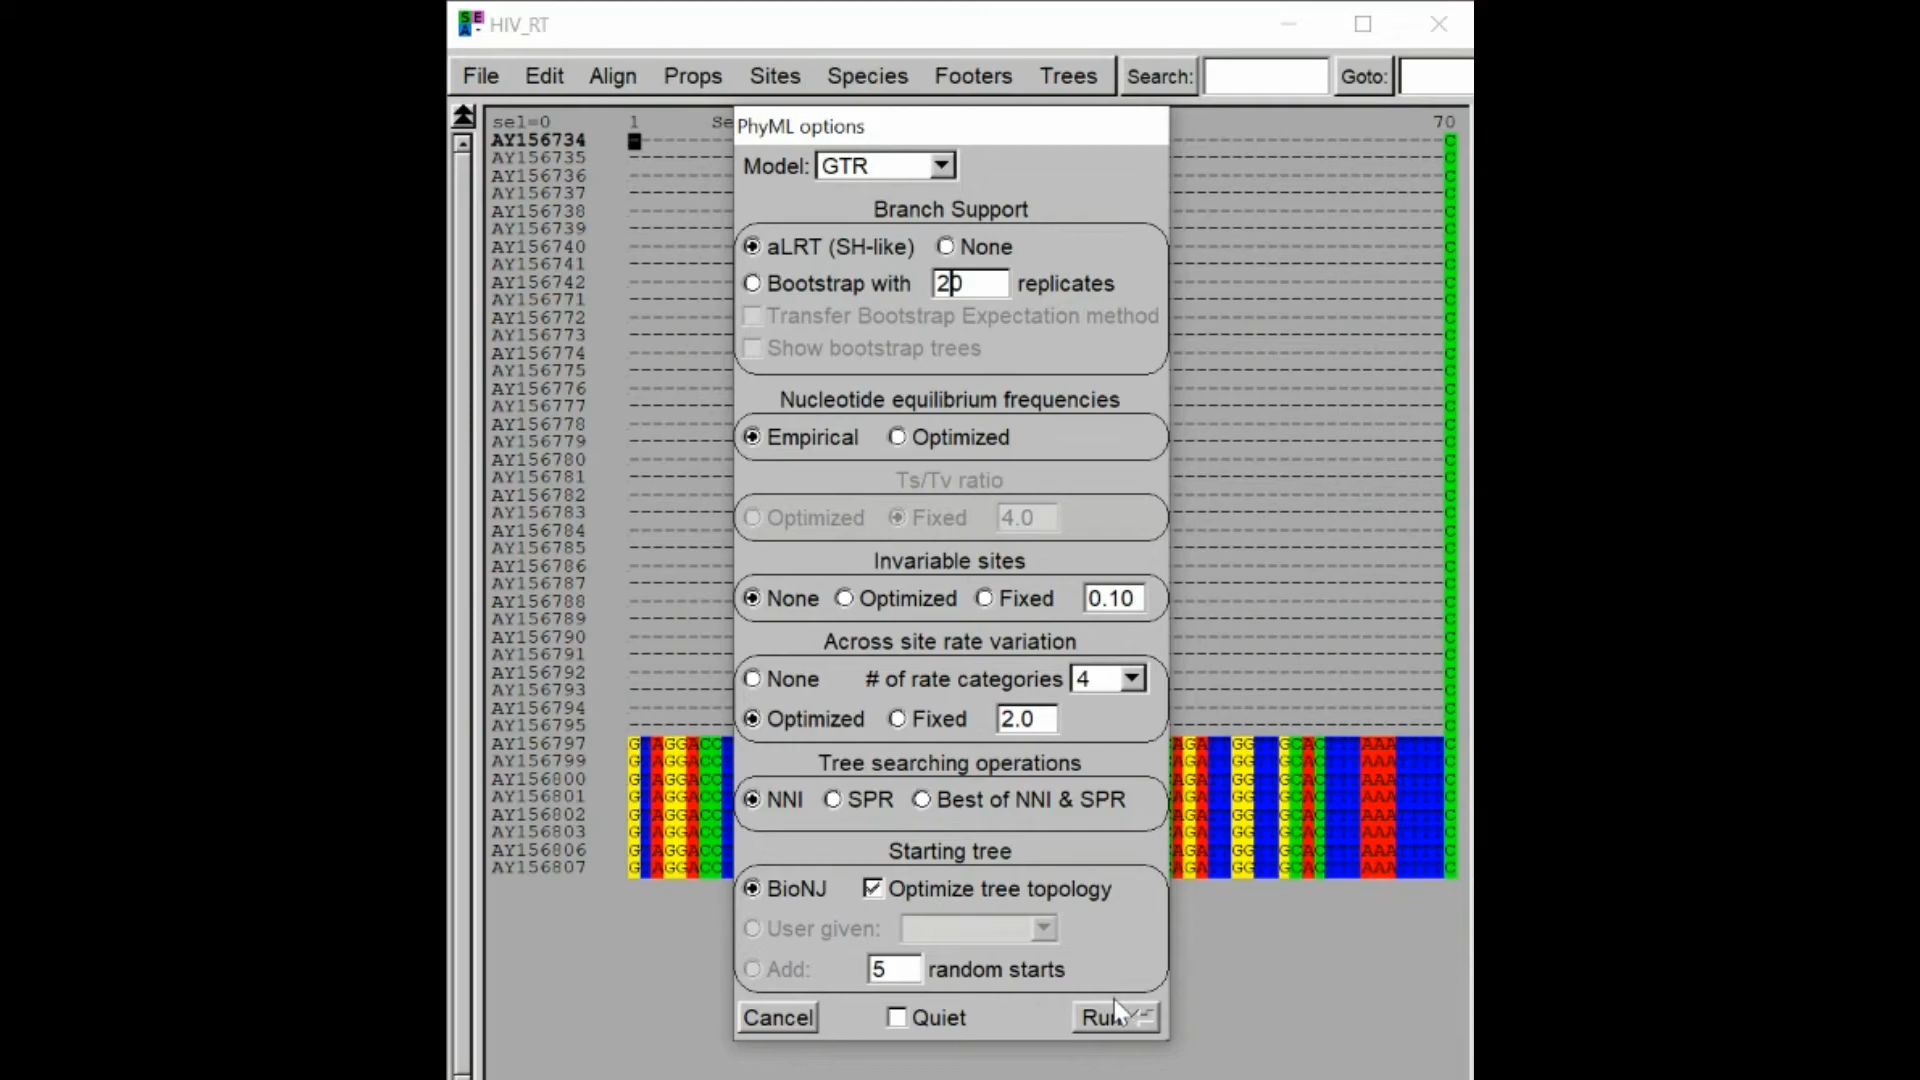 HIV_RT
File Edit Align Props Sites Species Footers Trees Search: Goto:
sel=0 1 Se 70
PhyML options
Model: GTR
Branch Support
aLRT (SH-like) None
Bootstrap with 20 replicates
Transfer Bootstrap Expectation method
Show bootstrap trees
Nucleotide equilibrium frequencies
Empirical Optimized
Ts/Tv ratio
Optimized Fixed 4.0
Invariable sites
None Optimized Fixed 0.10
Across site rate variation
None # of rate categories 4
Optimized Fixed 2.0
Tree searching operations
NNI SPR Best of NNI & SPR
Starting tree
BioNJ Optimize tree topology
User given:
Add: 5 random starts
Cancel Quiet Run
AY156734
AY156735
AY156736
AY156737
AY156738
AY156739
AY156740
AY156741
AY156742
AY156771
AY156772
AY156773
AY156774
AY156775
AY156776
AY156777
AY156778
AY156779
AY156780
AY156781
AY156782
AY156783
AY156784
AY156785
AY156786
AY156787
AY156788
AY156789
AY156790
AY156791
AY156792
AY156793
AY156794
AY156795
AY156797
AY156799
AY156800
AY156801
AY156802
AY156803
AY156806
AY156807